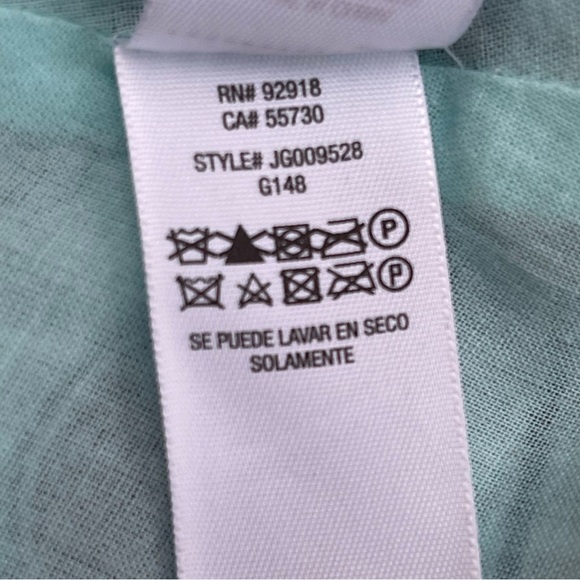 RN# 92918
CA# 55730
STYLE# JG009528
G148
P
P
SE PUEDE LAVAR EN SECO
SOLAMENTE